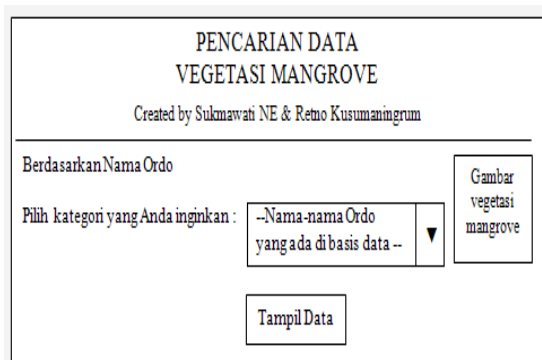 PENCARIAN DATA
VEGETASI MANGROVE
Created by Sukmawati NE & Retno Kusumaningrum
Berdasarkan Nama Ordo
Pilih kategori yang Anda inginkan :
--Nama-nama Ordo
yang ada di basis data --
▼
Gambar
vegetasi
mangrove
Tampil Data